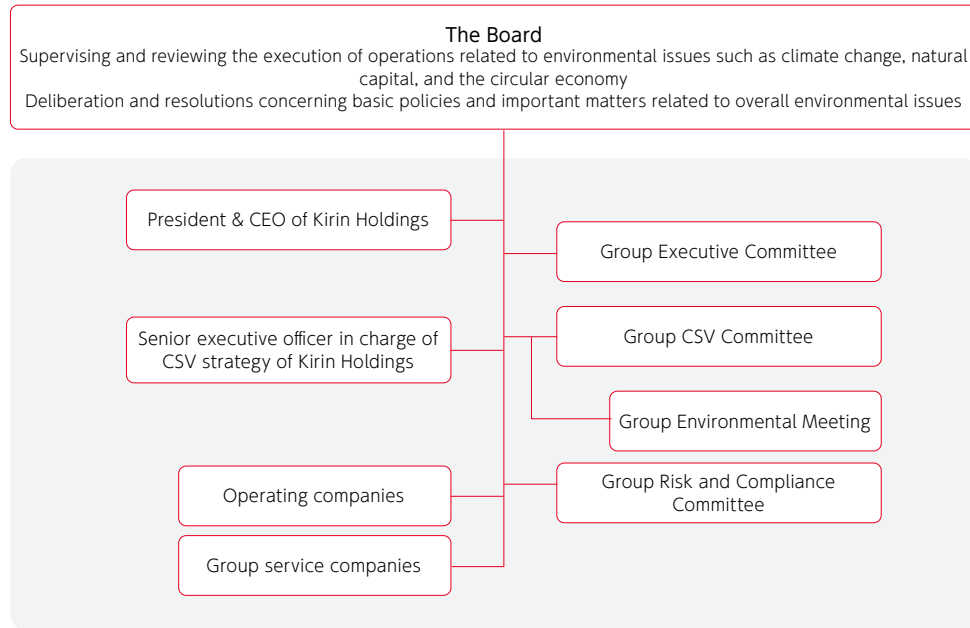 The Board
Supervising and reviewing the execution of operations related to environmental issues such as climate change, natural
capital, and the circular economy
Deliberation and resolutions concerning basic policies and important matters related to overall environmental issues
President & CEO of Kirin Holdings
Group Executive Committee
Senior executive officer in charge of
CSV strategy of Kirin Holdings
Group CSV Committee
Group Environmental Meeting
Operating companies
Group Risk and Compliance
Committee
Group service companies